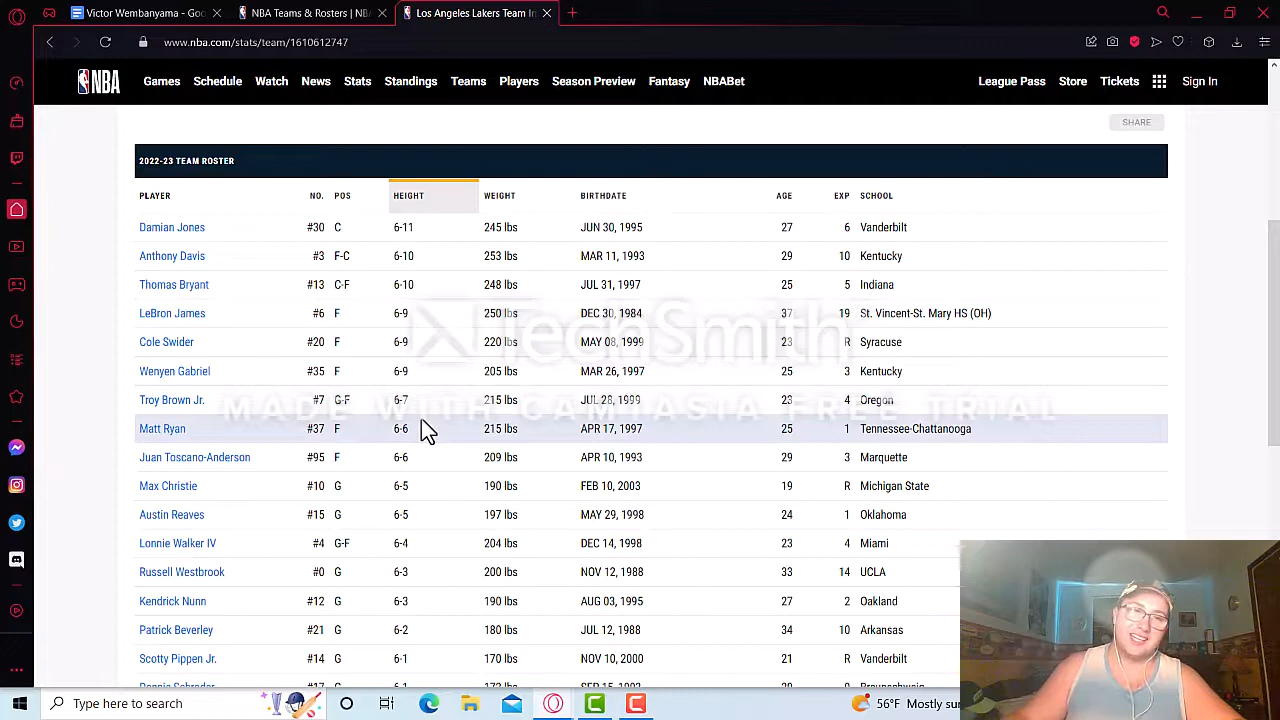 Victor Wembanyama - Goo
NBA Teams & Rosters | NB
Los Angeles Lakers Team In
www.nba.com/stats/team/1610612747
NBA Games Schedule Watch News Stats Standings Teams Players Season Preview Fantasy NBABet League Pass Store Tickets Sign In
SHARE
2022-23 TEAM ROSTER
PLAYER NO. POS HEIGHT WEIGHT BIRTHDATE AGE EXP SCHOOL
Damian Jones #30 C 6-11 245 lbs JUN 30, 1995 27 6 Vanderbilt
Anthony Davis #3 F-C 6-10 253 lbs MAR 11, 1993 29 10 Kentucky
Thomas Bryant #13 C-F 6-10 248 lbs JUL 31, 1997 25 5 Indiana
LeBron James #6 F 6-9 250 lbs DEC 30, 1984 37 19 St. Vincent-St. Mary HS (OH)
TechSmith
Cole Swider #20 F 6-9 220 lbs MAY 08, 1999 23 R Syracuse
Wenyen Gabriel #35 F 6-9 205 lbs MAR 26, 1997 25 3 Kentucky
Troy Brown Jr. #7 G-F 6-7 215 lbs JUL 28, 1999 23 4 Oregon
MADE WITH CAMTASIA FREE TRIAL
Matt Ryan #37 F 6-6 215 lbs APR 17, 1997 25 1 Tennessee-Chattanooga
Juan Toscano-Anderson #95 F 6-6 209 lbs APR 10, 1993 29 3 Marquette
Max Christie #10 G 6-5 190 lbs FEB 10, 2003 19 R Michigan State
Austin Reaves #15 G 6-5 197 lbs MAY 29, 1998 24 1 Oklahoma
Lonnie Walker IV #4 G-F 6-4 204 lbs DEC 14, 1998 23 4 Miami
Russell Westbrook #0 G 6-3 200 lbs NOV 12, 1988 33 14 UCLA
Kendrick Nunn #12 G 6-3 190 lbs AUG 03, 1995 27 2 Oakland
Patrick Beverley #21 G 6-2 180 lbs JUL 12, 1988 34 10 Arkansas
Scotty Pippen Jr. #14 G 6-1 170 lbs NOV 10, 2000 21 R Vanderbilt
Type here to search
56°F Mostly sun